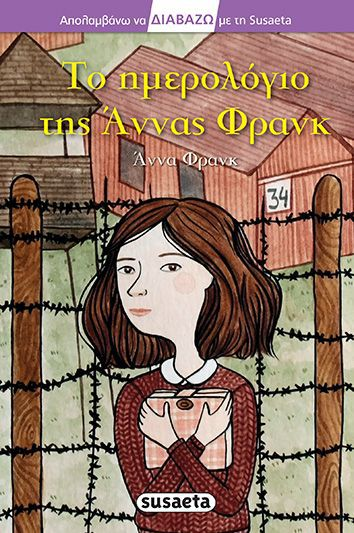 Απολαμβάνω να ΔΙΑΒΑΖΩ με τη Susaeta
Το ημερολόγιο
της Άννας Φρανκ
Άννα Φρανκ
34
susaeta